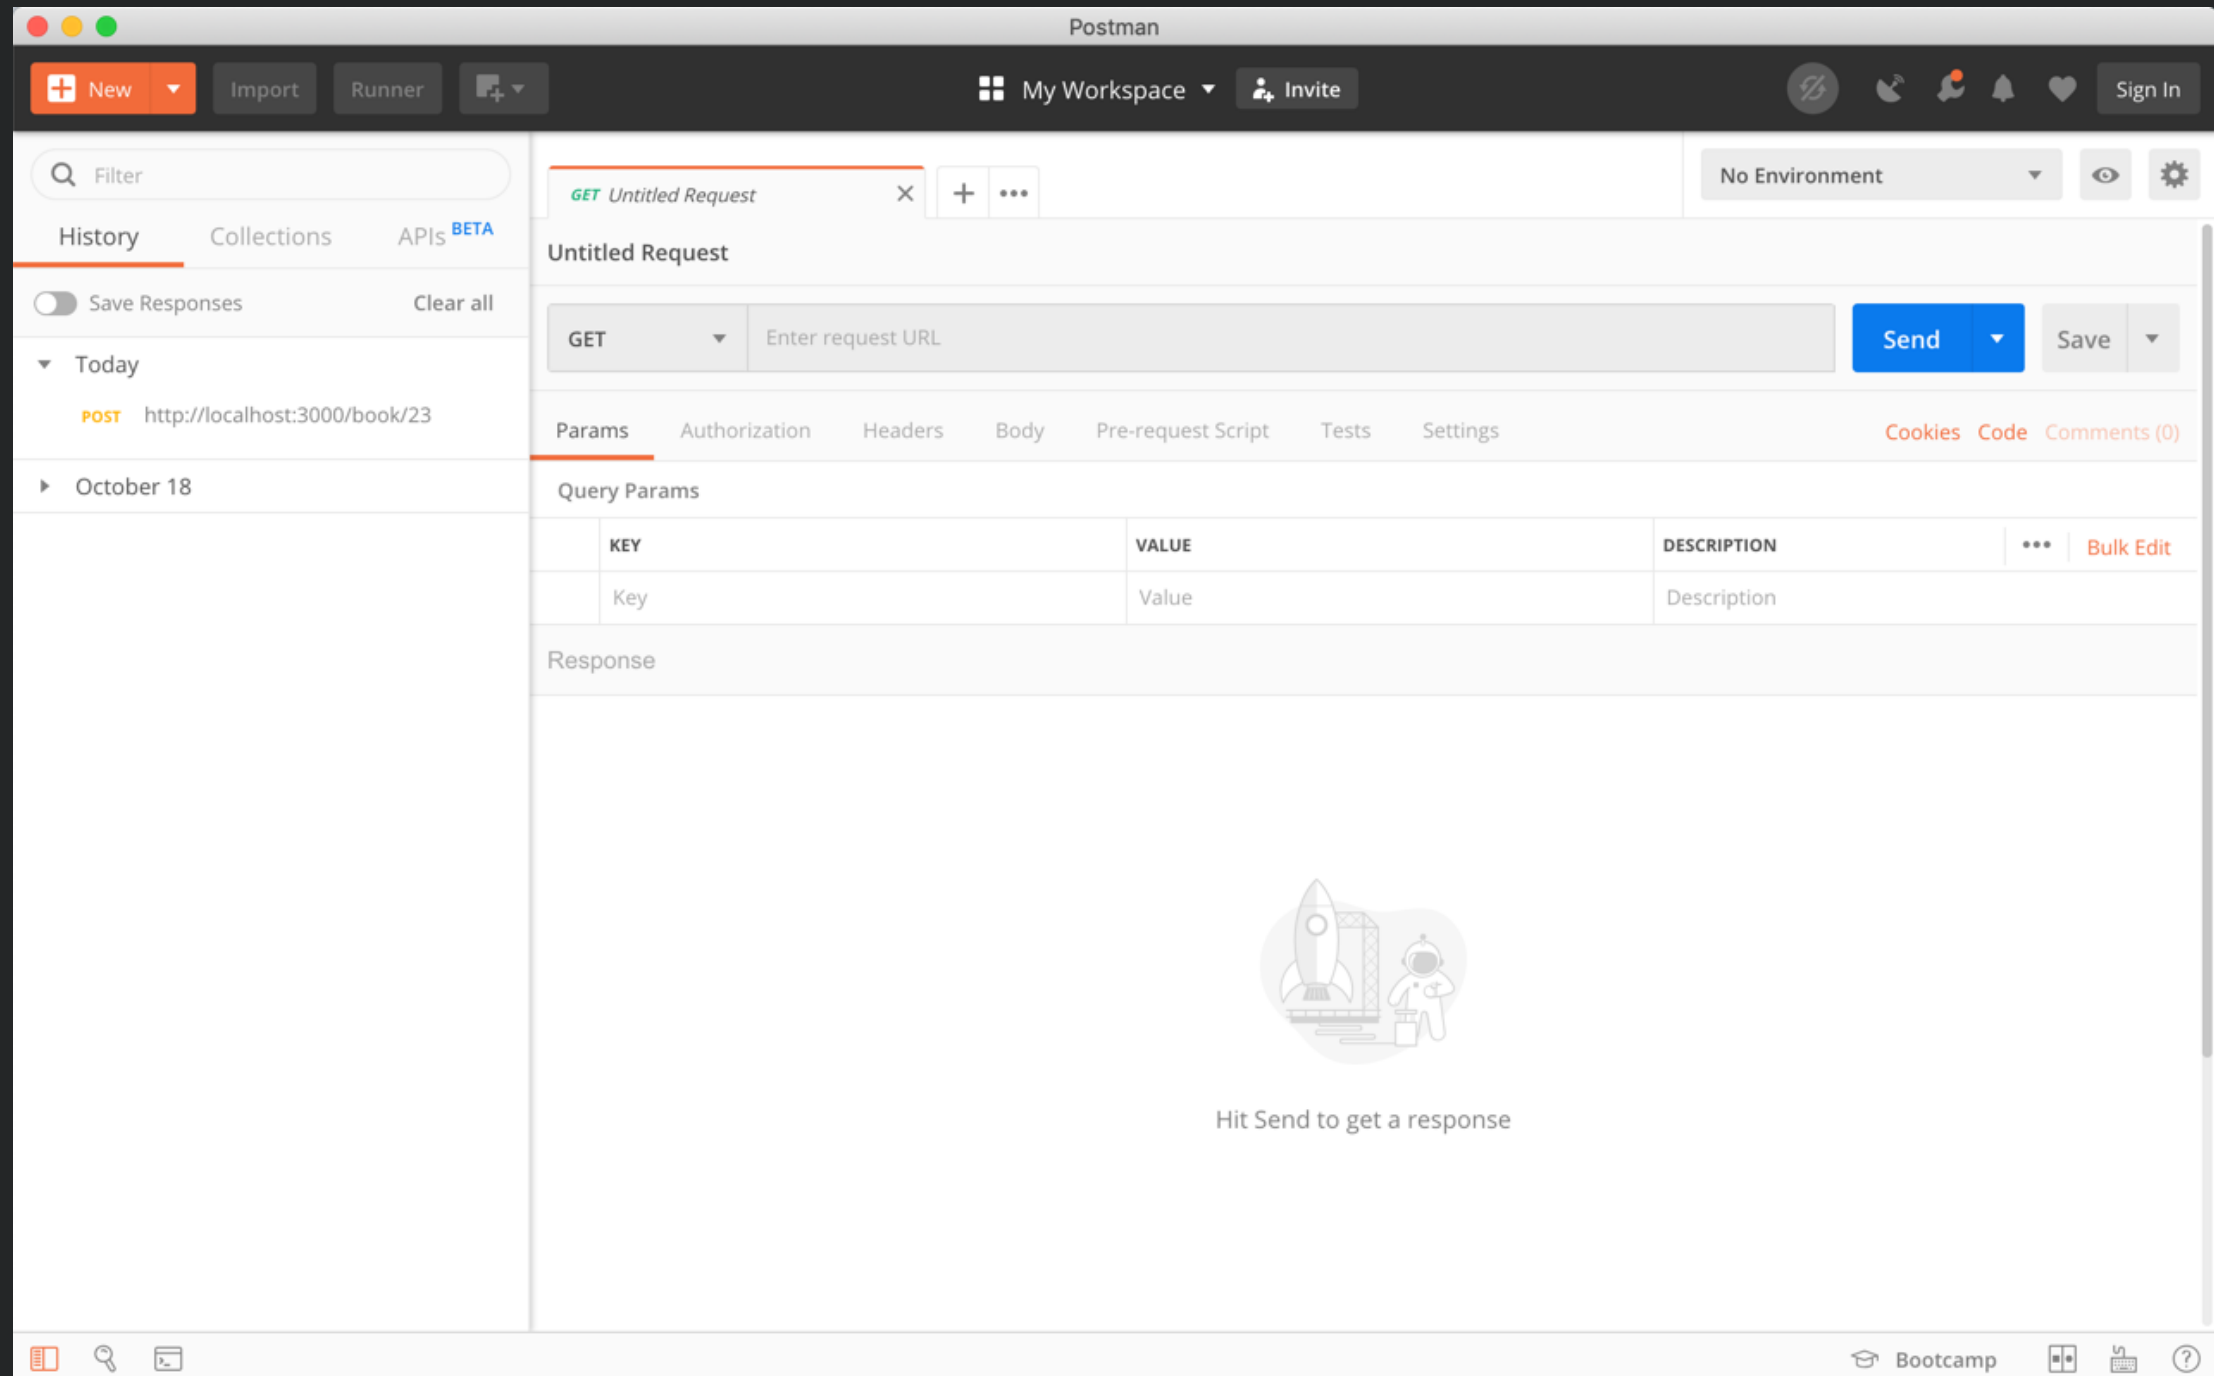 Postman
New Import Runner My Workspace Invite Sign In
Filter
History Collections APIs BETA
Save Responses Clear all
Today
POST http://localhost:3000/book/23
October 18
GET Untitled Request
No Environment
Untitled Request
GET Enter request URL Send Save
Params Authorization Headers Body Pre-request Script Tests Settings Cookies Code Comments (0)
Query Params
KEY VALUE DESCRIPTION Bulk Edit
Key Value Description
Response
Hit Send to get a response
Bootcamp